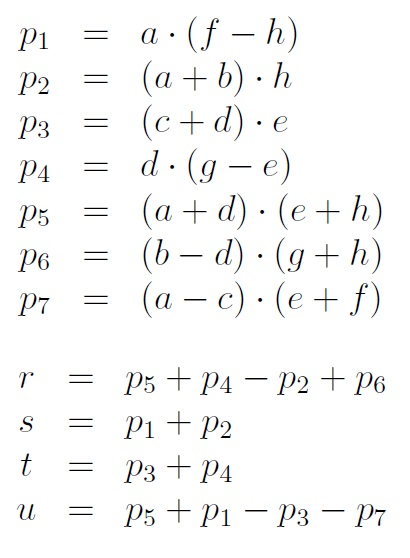 p₁ = a · (f − h)
p₂ = (a + b) · h
p₃ = (c + d) · e
p₄ = d · (g − e)
p₅ = (a + d) · (e + h)
p₆ = (b − d) · (g + h)
p₇ = (a − c) · (e + f)
r = p₅ + p₄ − p₂ + p₆
s = p₁ + p₂
t = p₃ + p₄
u = p₅ + p₁ − p₃ − p₇